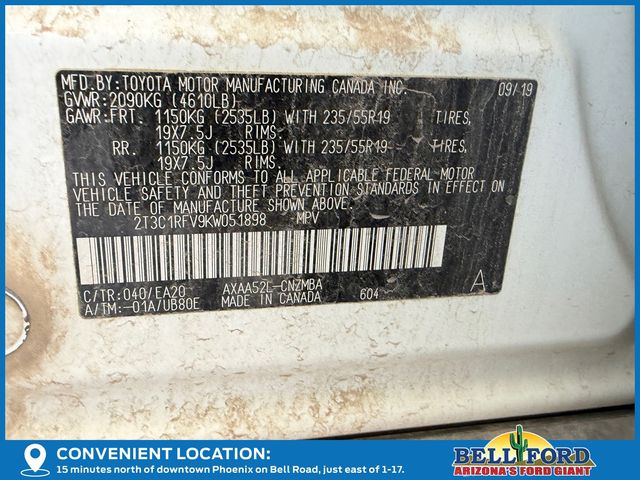 MFD.BY:TOYOTA MOTOR MANUFACTURING CANADA INC. 09/19
GVWR:2090KG (4610LB)
GAWR:FRT. 1150KG (2535LB) WITH 235/55R19 TIRES,
19X7.5J RIMS.
RR. 1150KG (2535LB) WITH 235/55R19 TIRES,
19X7.5J RIMS.
THIS VEHICLE CONFORMS TO ALL APPLICABLE FEDERAL MOTOR
VEHICLE SAFETY AND THEFT PREVENTION STANDARDS IN EFFECT ON
THE DATE OF MANUFACTURE SHOWN ABOVE.
2T3C1RFV9KW051898 MPV
C/TR:040/EA20 AXAA52L-CNZMBA A
A/TM:-01A/UB80E MADE IN CANADA 604
CONVENIENT LOCATION:
15 minutes north of downtown Phoenix on Bell Road, just east of 1-17.
BELL FORD
ARIZONA'S FORD GIANT